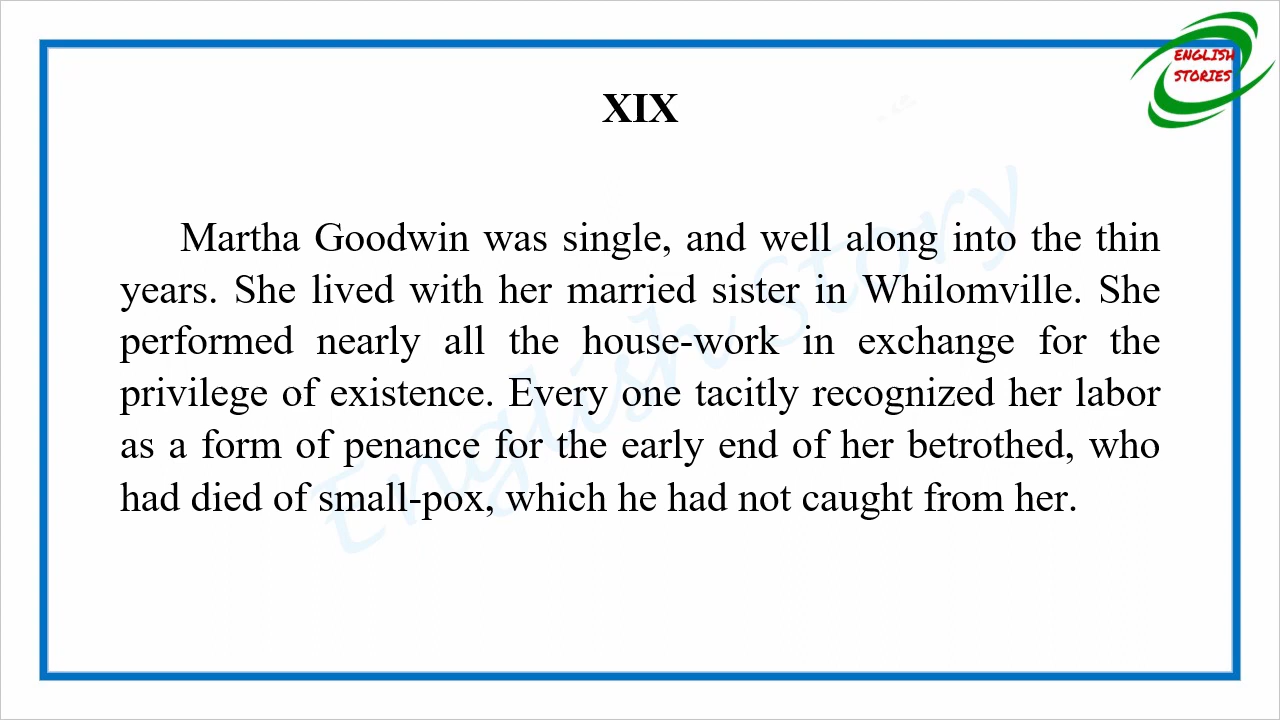 ENGLISH
STORIES
XIX
Martha Goodwin was single, and well along into the thin
years. She lived with her married sister in Whilomville. She
performed nearly all the house-work in exchange for the
privilege of existence. Every one tacitly recognized her labor
as a form of penance for the early end of her betrothed, who
had died of small-pox, which he had not caught from her.
English Story